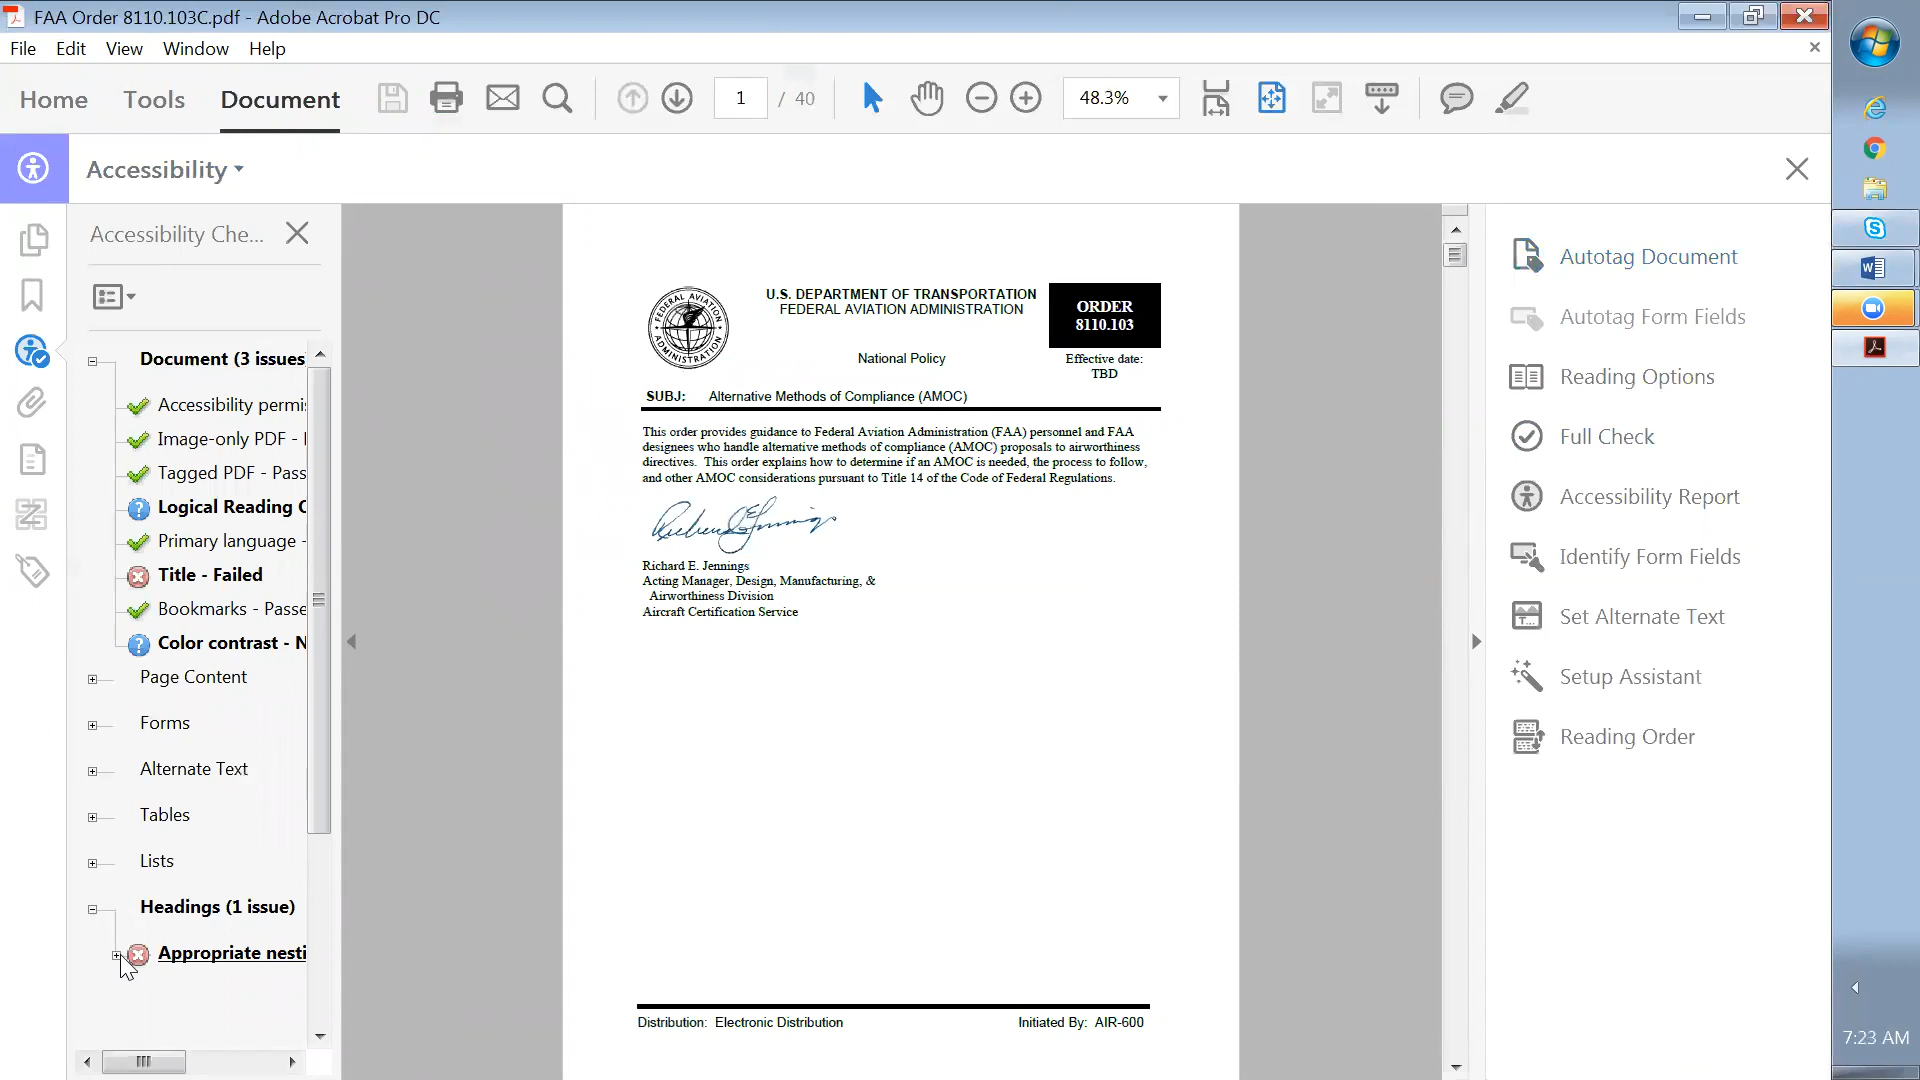 FAA Order 8110.103C.pdf - Adobe Acrobat Pro DC
File Edit View Window Help
Home Tools Document 1 / 40 48.3%
Accessibility
Accessibility Che...
Document (3 issues
Accessibility permi
Image-only PDF -
Tagged PDF - Pass
Logical Reading
Primary language -
Title - Failed
Bookmarks - Passe
Color contrast - N
Page Content
Forms
Alternate Text
Tables
Lists
Headings (1 issue)
Appropriate nesti
FEDERAL AVIATION ADMINISTRATION
U.S. DEPARTMENT OF TRANSPORTATION
FEDERAL AVIATION ADMINISTRATION
National Policy
ORDER
8110.103
Effective date:
TBD
SUBJ: Alternative Methods of Compliance (AMOC)
This order provides guidance to Federal Aviation Administration (FAA) personnel and FAA
designees who handle alternative methods of compliance (AMOC) proposals to airworthiness
directives. This order explains how to determine if an AMOC is needed, the process to follow,
and other AMOC considerations pursuant to Title 14 of the Code of Federal Regulations.
Richard E. Jennings
Acting Manager, Design, Manufacturing, &
Airworthiness Division
Aircraft Certification Service
Distribution: Electronic Distribution Initiated By: AIR-600
Autotag Document
Autotag Form Fields
Reading Options
Full Check
Accessibility Report
Identify Form Fields
Set Alternate Text
Setup Assistant
Reading Order
7:23 AM